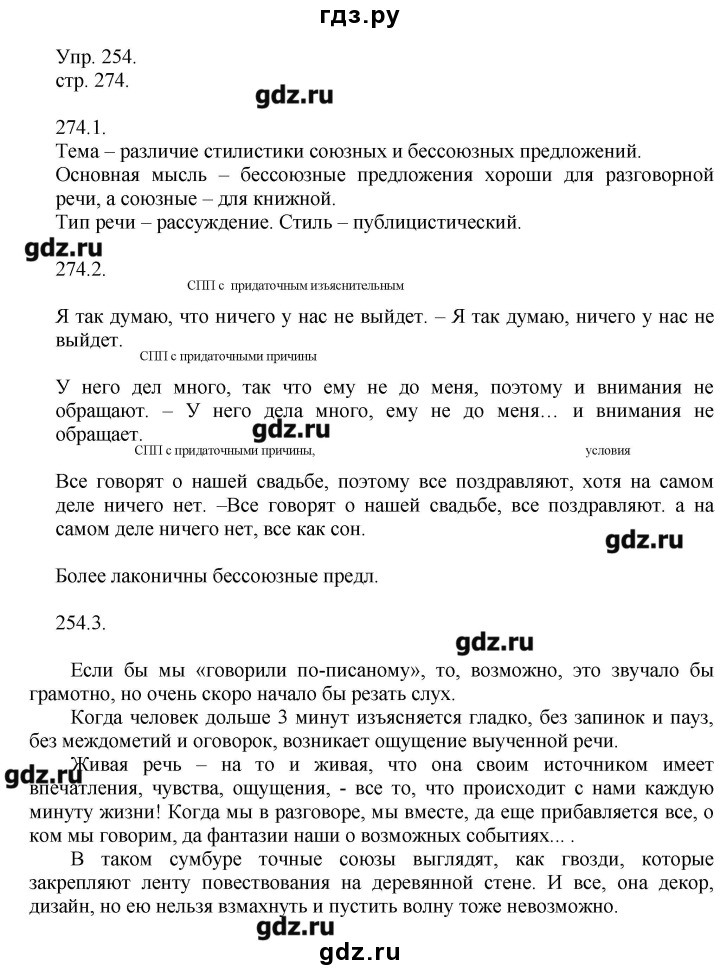 гдз.ру
Упр. 254.
стр. 274.
gdz.ru
274.1.
Тема – различие стилистики союзных и бессоюзных предложений.
Основная мысль – бессоюзные предложения хороши для разговорной
речи, а союзные – для книжной.
Тип речи – рассуждение. Стиль – публицистический.
gdz.ru
274.2.
СПП с придаточным изъяснительным
Я так думаю, что ничего у нас не выйдет. – Я так думаю, ничего у нас не
выйдет.
СПП с придаточными причины
У него дел много, так что ему не до меня, поэтому и внимания не
обращают. – У него дела много, ему не до меня… и внимания не
обращает.
gdz.ru
СПП с придаточными причины, условия
Все говорят о нашей свадьбе, поэтому все поздравляют, хотя на самом
деле ничего нет. –Все говорят о нашей свадьбе, все поздравляют. а на
самом деле ничего нет, все как сон.
gdz.ru
Более лаконичны бессоюзные предл.
254.3.
gdz.ru
Если бы мы «говорили по-писаному», то, возможно, это звучало бы
грамотно, но очень скоро начало бы резать слух.
Когда человек дольше 3 минут изъясняется гладко, без запинок и пауз,
без междометий и оговорок, возникает ощущение выученной речи.
Живая речь – на то и живая, что она своим источником имеет
gdz.ru
впечатления, чувства, ощущения, - все то, что происходит с нами каждую
минуту жизни! Когда мы в разговоре, мы вместе, да еще прибавляется все, о
ком мы говорим, да фантазии наши о возможных событиях... .
В таком сумбуре точные союзы выглядят, как гвозди, которые
закрепляют ленту повествования на деревянной стене. И все, она декор,
дизайн, но ею нельзя взмахнуть и пустить волну тоже невозможно.
gdz.ru
gdz.ru